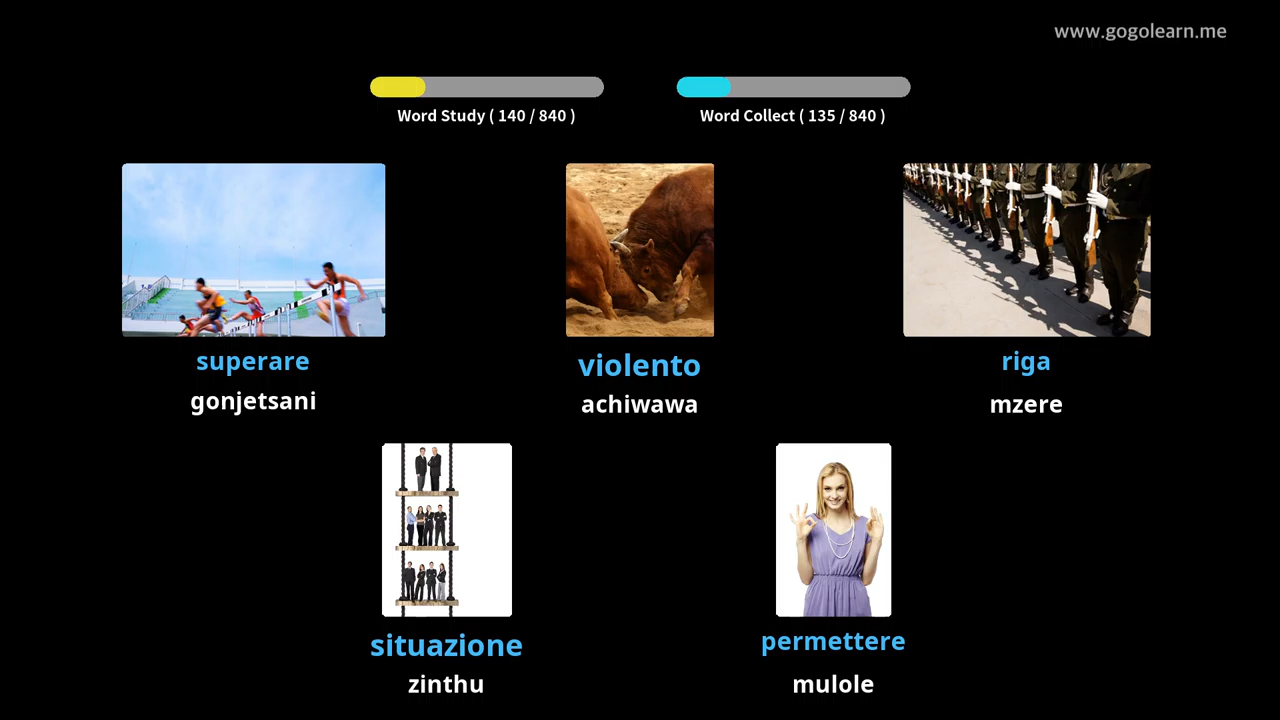 www.gogolearn.me
Word Study ( 140 / 840 )
Word Collect ( 135 / 840 )
superare
gonjetsani
violento
achiwawa
riga
mzere
situazione
zinthu
permettere
mulole